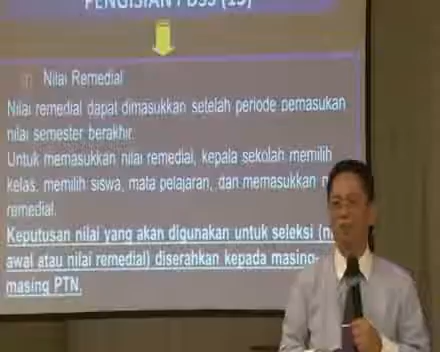 PENGISIAN PDSS (15)
Nilai Remedial
Nilai remedial dapat dimasukkan setelah periode pemasukan
nilai semester berakhir.
Untuk memasukkan nilai remedial, kepala sekolah memilih
kelas, memilih siswa, mata pelajaran, dan memasukkan
remedial.
Keputusan nilai yang akan digunakan untuk seleksi
awal atau nilai remedial) diserahkan kepada masing-
masing PTN.